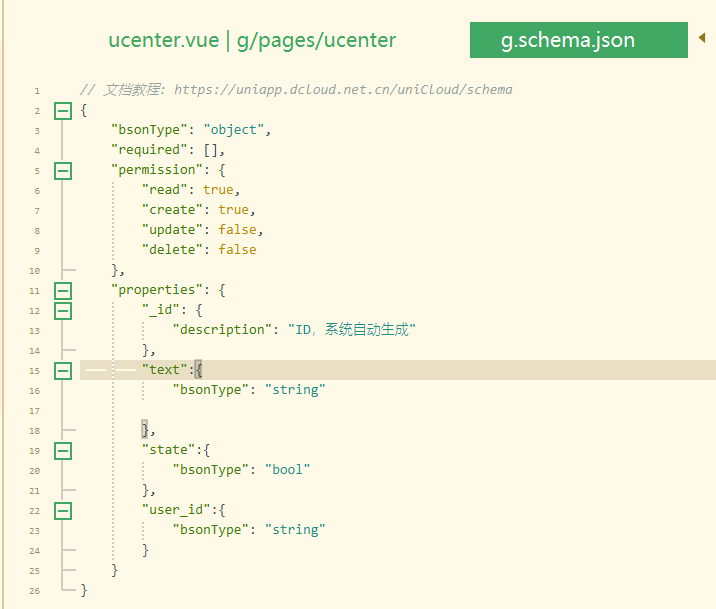 ucenter.vue | g/pages/ucenter
g.schema.json
1 // 文档教程: https://uniapp.dcloud.net.cn/uniCloud/schema
2 {
3 "bsonType": "object",
4 "required": [],
5 "permission": {
6 "read": true,
7 "create": true,
8 "update": false,
9 "delete": false
10 },
11 "properties": {
12 "_id": {
13 "description": "ID，系统自动生成"
14 },
15 "text":{
16 "bsonType": "string"
17
18 },
19 "state":{
20 "bsonType": "bool"
21 },
22 "user_id":{
23 "bsonType": "string"
24 }
25 }
26 }